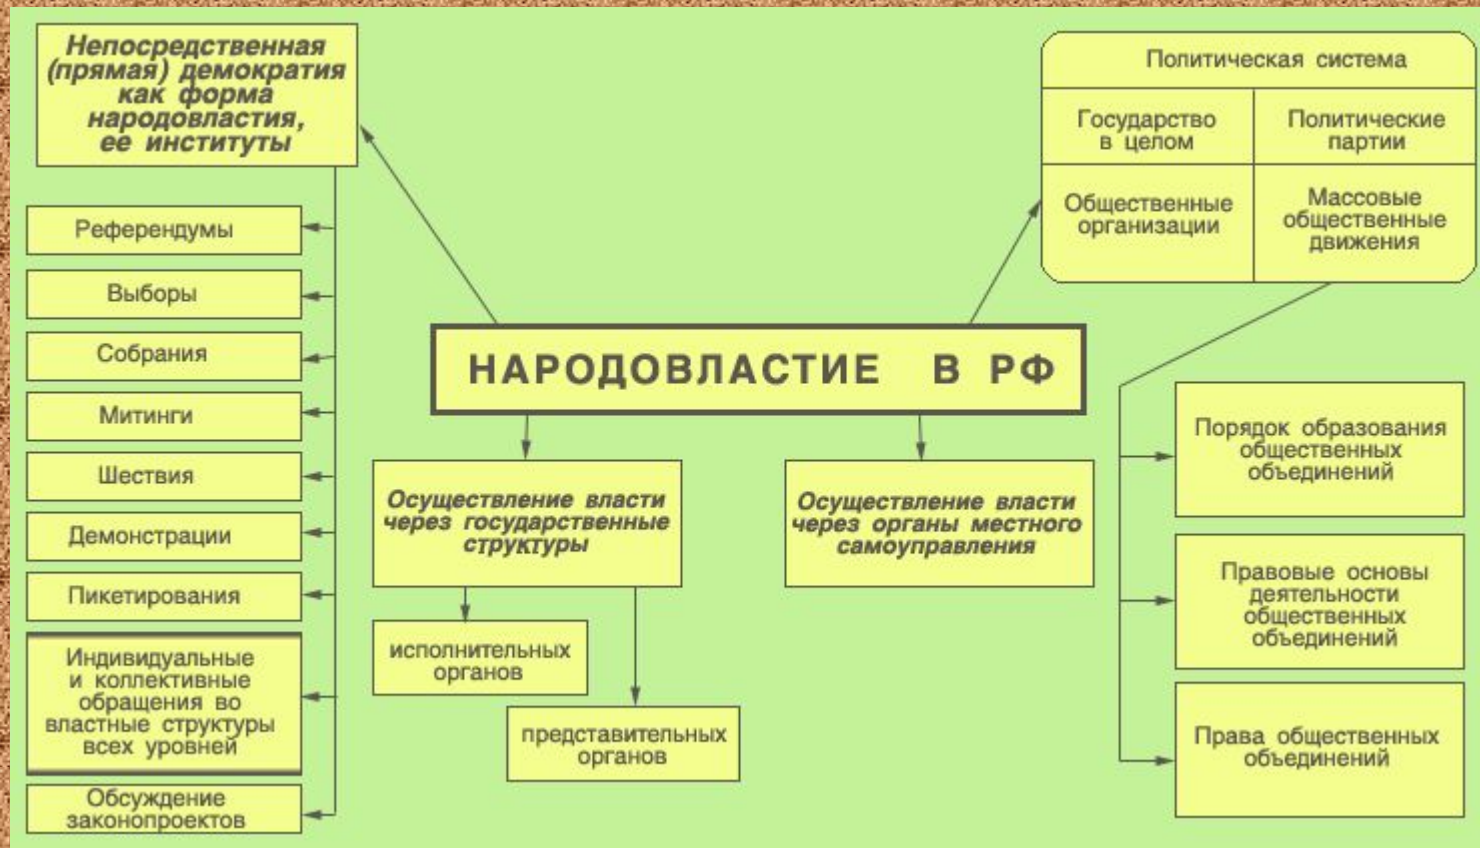 Непосредственная
(прямая) демократия
как форма
народовластия,
ее институты
Референдумы
Выборы
Собрания
Митинги
Шествия
Демонстрации
Пикетирования
Индивидуальные
и коллективные
обращения во
властные структуры
всех уровней
Обсуждение
законопроектов
НАРОДОВЛАСТИЕ В РФ
Осуществление власти
через государственные
структуры
исполнительных
органов
представительных
органов
Осуществление власти
через органы местного
самоуправления
Политическая система
Государство
в целом
Политические
партии
Общественные
организации
Массовые
общественные
движения
Порядок образования
общественных
объединений
Правовые основы
деятельности
общественных
объединений
Права общественных
объединений